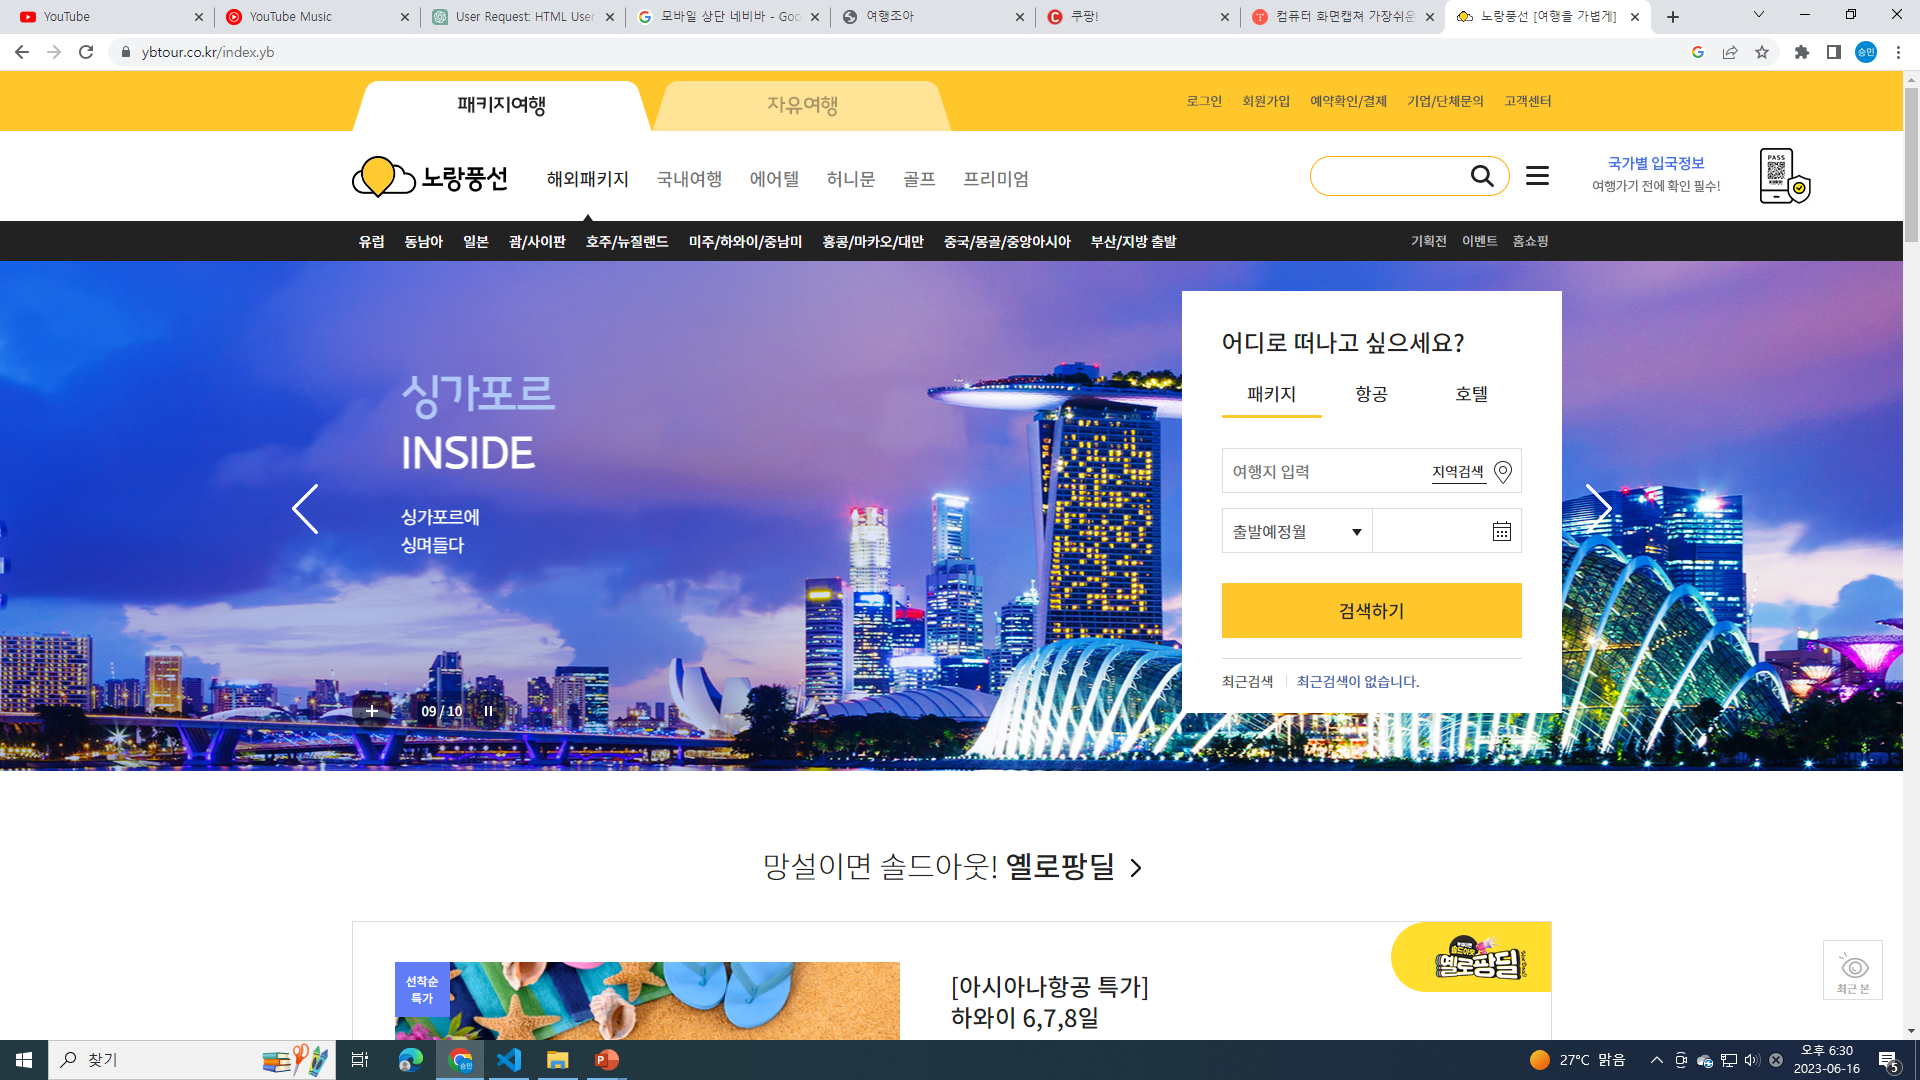 YouTube
YouTube Music
User Request: HTML User
모바일 상단 네비바 - Goo
여행조아
쿠팡!
컴퓨터 화면캡쳐 가장쉬운
노랑풍선 [여행을 가볍게]
ybtour.co.kr/index.yb
승민
패키지여행
자유여행
로그인
회원가입
예약확인/결제
기업/단체문의
고객센터
노랑풍선
해외패키지
국내여행
에어텔
허니문
골프
프리미엄
국가별 입국정보
여행가기 전에 확인 필수!
PASS
유럽
동남아
일본
괌/사이판
호주/뉴질랜드
미주/하와이/중남미
홍콩/마카오/대만
중국/몽골/중앙아시아
부산/지방 출발
기획전
이벤트
홈쇼핑
싱가포르
INSIDE
싱가포르에
싱며들다
09 / 10
어디로 떠나고 싶으세요?
패키지
항공
호텔
여행지 입력
지역검색
출발예정월
검색하기
최근검색
최근검색이 없습니다.
망설이면 솔드아웃! 옐로팡딜
선착순
특가
[아시아나항공 특가]
하와이 6,7,8일
솔드아웃
옐로팡딜
최근 본
찾기
승민
27°C 맑음
오후 6:30
2023-06-16
5